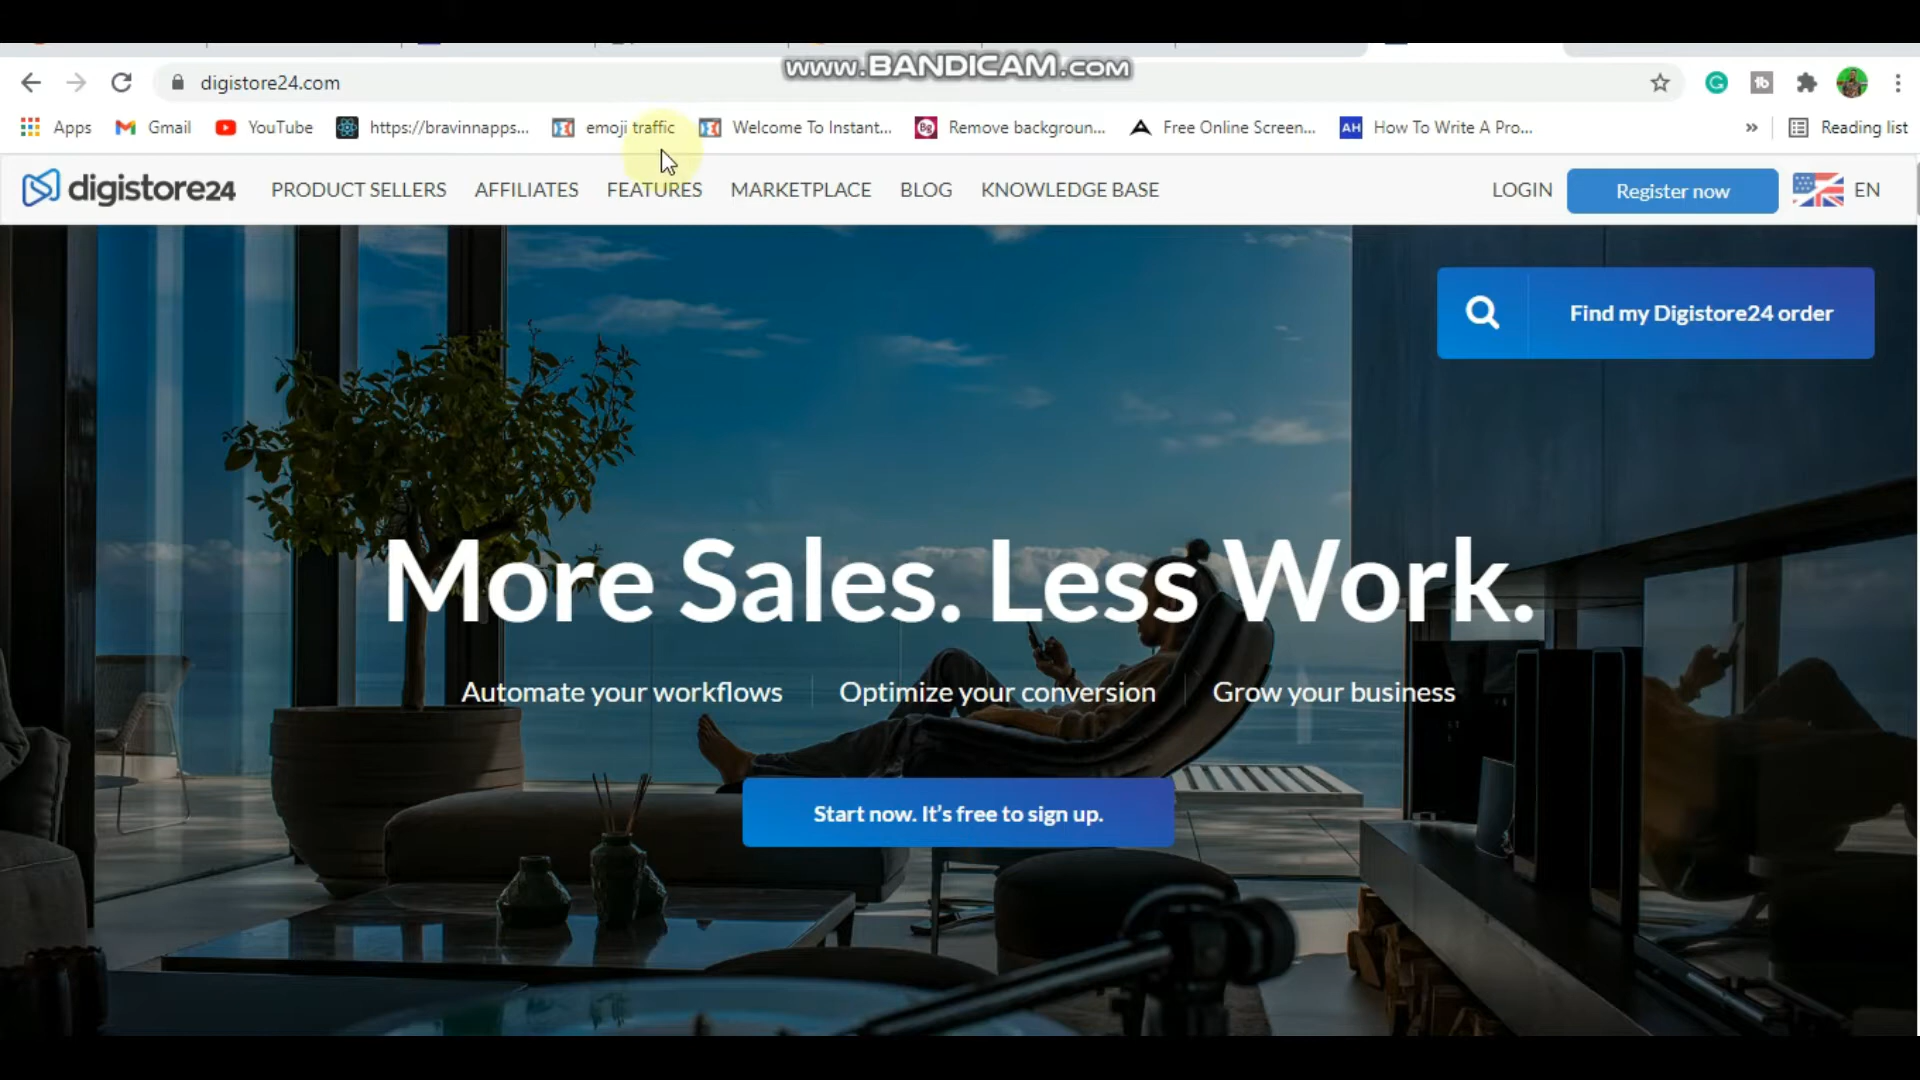 www.BANDICAM.com
digistore24.com
Apps Gmail YouTube https://bravinnapps... emoji traffic Welcome To Instant... Bg Remove backgroun... Free Online Screen... AH How To Write A Pro... » Reading list
digistore24 PRODUCT SELLERS AFFILIATES FEATURES MARKETPLACE BLOG KNOWLEDGE BASE LOGIN Register now EN
Find my Digistore24 order
More Sales. Less Work.
Automate your workflows Optimize your conversion Grow your business
Start now. It's free to sign up.